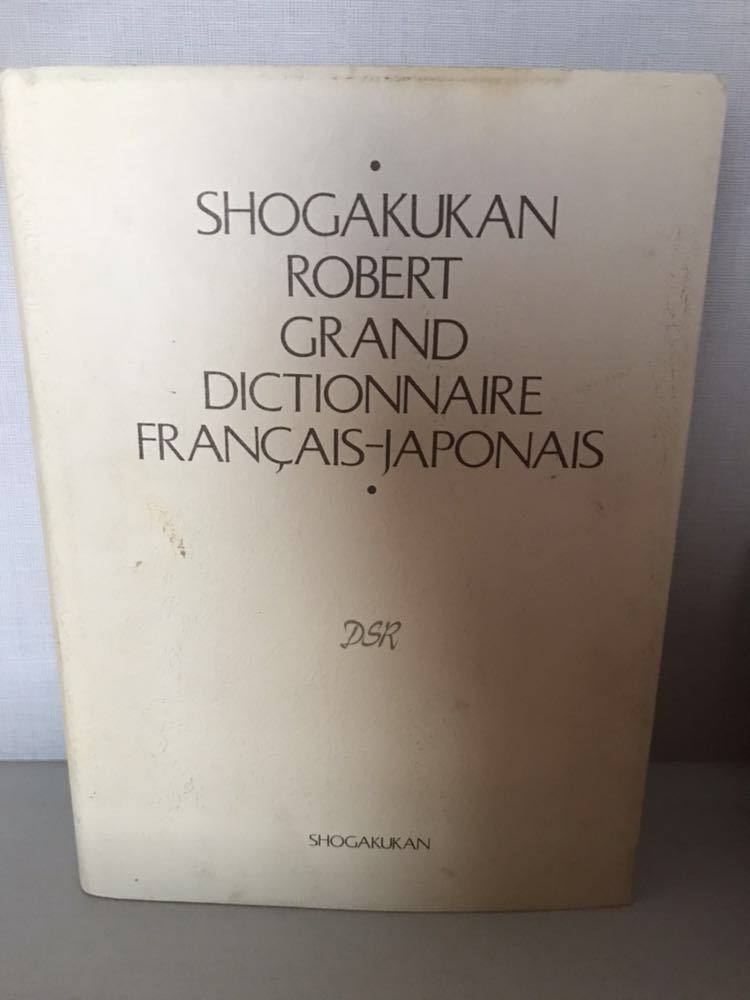 SHOGAKUKAN
ROBERT
GRAND
DICTIONNAIRE
FRANÇAIS-JAPONAIS
DSR
SHOGAKUKAN